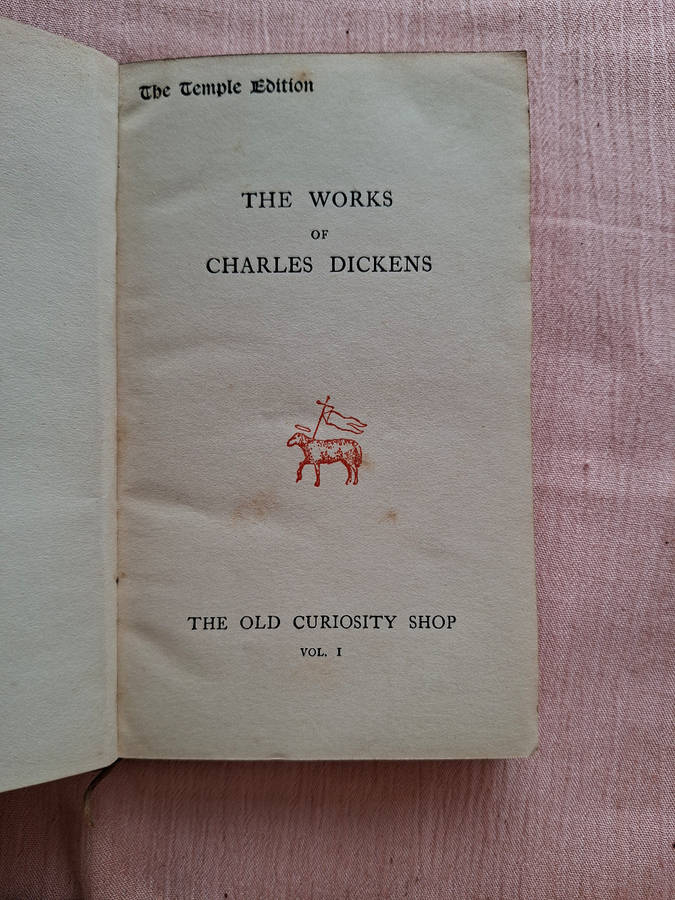 The Temple Edition
THE WORKS
OF
CHARLES DICKENS
THE OLD CURIOSITY SHOP
VOL. I